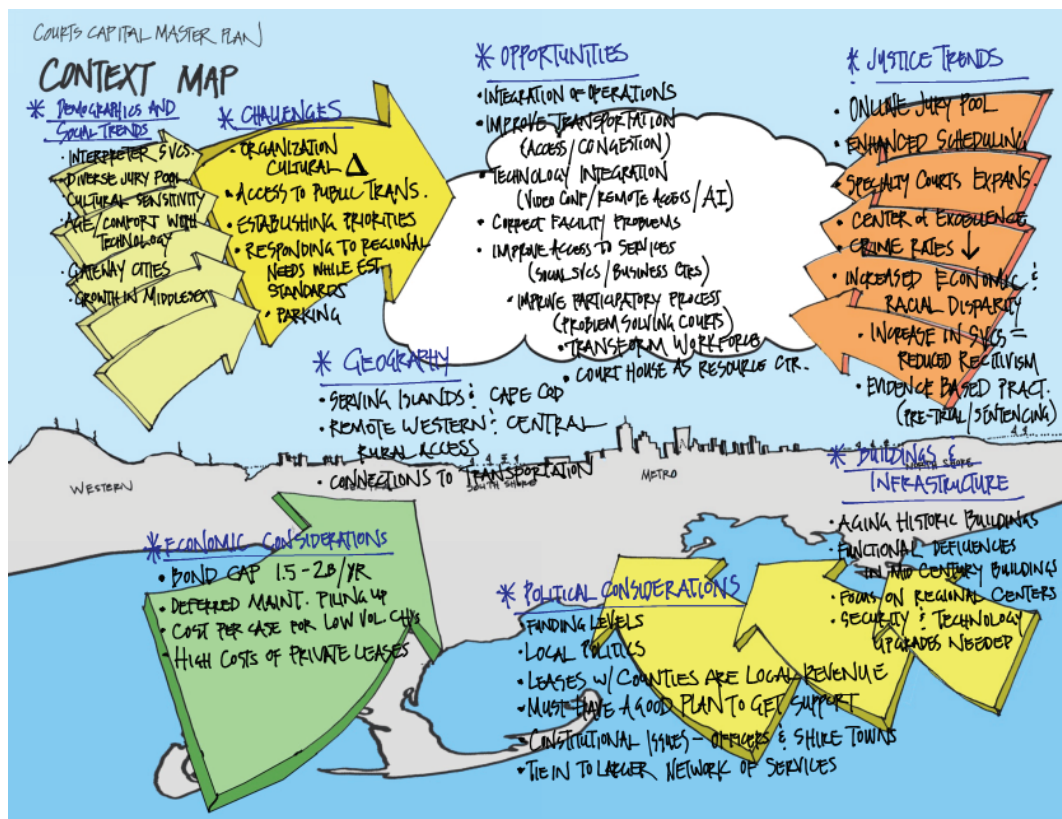 COURTS CAPITAL MASTER PLAN
CONTEXT MAP
* DEMOGRAPHICS AND
SOCIAL TRENDS
• INTERPRETER SVCS.
• DIVERSE JURY POOL
• CULTURAL SENSITIVITY
• AGE/COMFORT WITH
TECHNOLOGY
• GATEWAY CITIES
• GROWTH IN MIDDLESEX
* CHALLENGES
• ORGANIZATION
CULTURAL Δ
• ACCESS TO PUBLIC TRANS.
• ESTABLISHING PRIORITIES
• RESPONDING TO REGIONAL
NEEDS WHILE EST.
STANDARDS
• PARKING
* OPPORTUNITIES
• INTEGRATION OF OPERATIONS
• IMPROVE TRANSPORTATION
(ACCESS/CONGESTION)
• TECHNOLOGY INTEGRATION
(VIDEO CONF/REMOTE ACCESS/AI)
• CORRECT FACILITY PROBLEMS
• IMPROVE ACCESS TO SERVICES
(SOCIAL SVCS/BUSINESS CTRS)
• IMPROVE PARTICIPATORY PROCESS
(PROBLEM SOLVING COURTS)
• TRANSFORM WORKFORCE
• COURT HOUSE AS RESOURCE CTR.
* JUSTICE TRENDS
• ONLINE JURY POOL
• ENHANCED SCHEDULING
• SPECIALTY COURTS EXPANS.
• CENTER OF EXCELLENCE
• CRIME RATES ↓
• INCREASED ECONOMIC &
RACIAL DISPARITY
• INCREASE IN SVCS =
REDUCED RECITIVISM
• EVIDENCE BASED PRACT.
(PRE-TRIAL/SENTENCING)
* GEOGRAPHY
• SERVING ISLANDS & CAPE COD
• REMOTE WESTERN & CENTRAL
RURAL ACCESS
• CONNECTIONS TO TRANSPORTATION
WESTERN
SOUTH SHORE
METRO
NORTH SHORE
* BUILDINGS &
INFRASTRUCTURE
• AGING HISTORIC BUILDINGS
• FUNCTIONAL DEFICIENCIES
IN MID CENTURY BUILDINGS
• FOCUS ON REGIONAL CENTERS
• SECURITY & TECHNOLOGY
UPGRADES NEEDED
* ECONOMIC CONSIDERATIONS
• BOND CAP 1.5-2B/YR
• DEFERRED MAINT. PILING UP
• COST PER CASE FOR LOW VOL CH'S
• HIGH COSTS OF PRIVATE LEASES
* POLITICAL CONSIDERATIONS
• FUNDING LEVELS
• LOCAL POLITICS
• LEASES W/ COUNTIES ARE LOCAL REVENUE
• MUST HAVE A GOOD PLAN TO GET SUPPORT
• CONSTITUTIONAL ISSUES - OFFICERS & SHIRE TOWNS
• TIE IN TO LARGER NETWORK OF SERVICES